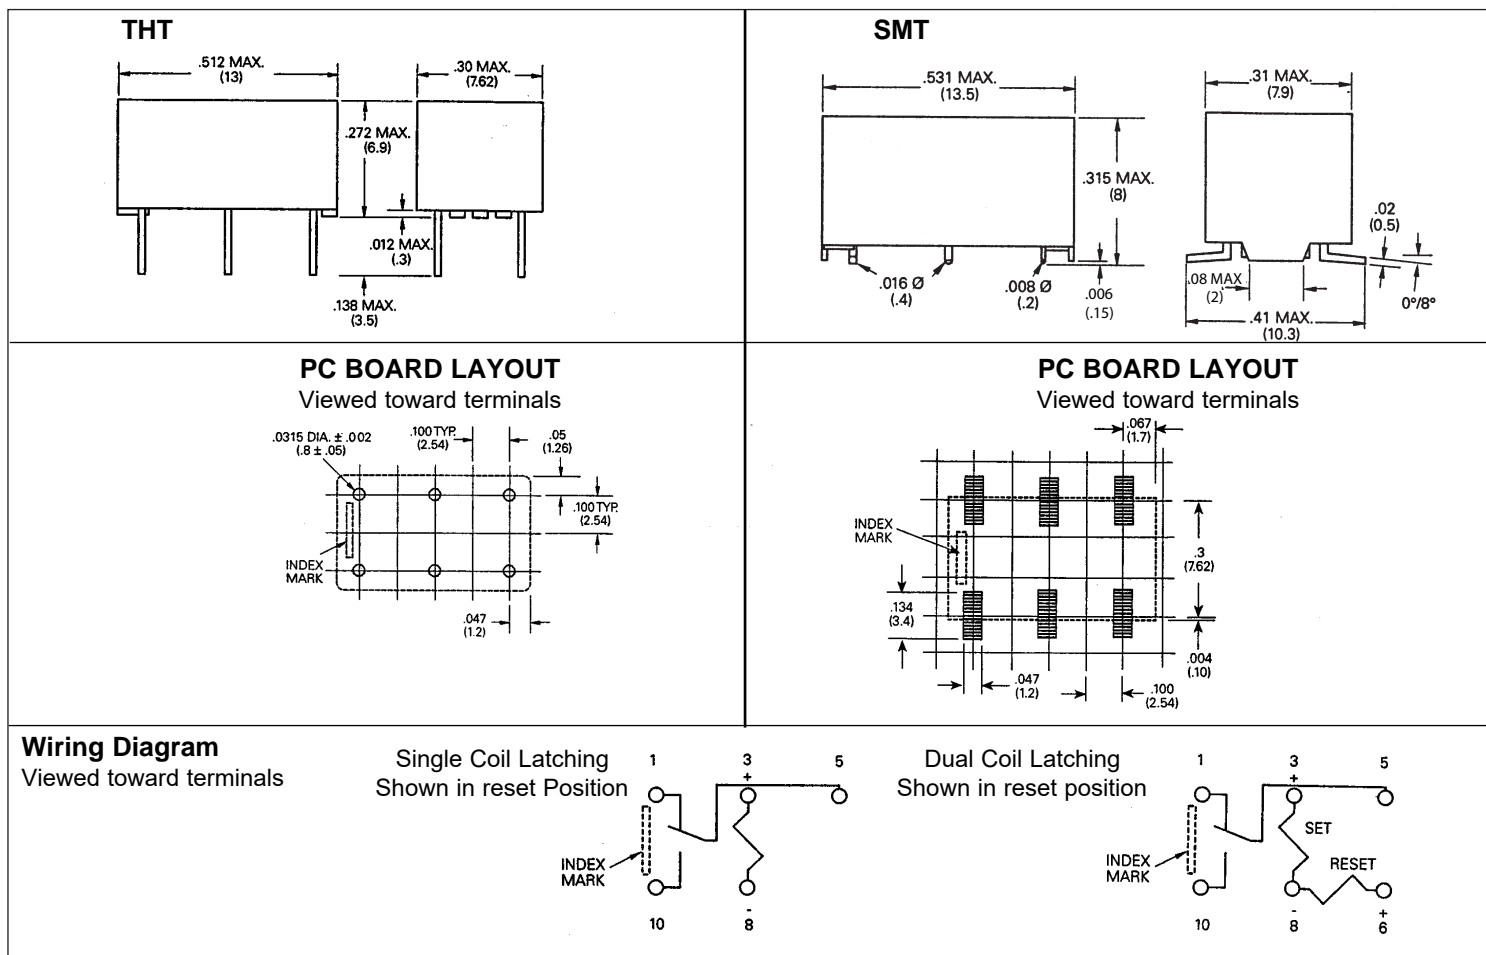 THT
.512 MAX.
(13)
.30 MAX.
(7.62)
.272 MAX.
(6.9)
.012 MAX.
(.3)
.138 MAX.
(3.5)
SMT
.531 MAX.
(13.5)
.31 MAX.
(7.9)
.315 MAX.
(8)
.02
(0.5)
.016 Ø
(.4)
.008 Ø
(.2)
.006
(.15)
.08 MAX.
(2)
0°/8°
.41 MAX.
(10.3)
PC BOARD LAYOUT
Viewed toward terminals
.0315 DIA. ± .002
(.8 ± .05)
.100 TYP.
(2.54)
.05
(1.26)
.100 TYP.
(2.54)
INDEX
MARK
.047
(1.2)
PC BOARD LAYOUT
Viewed toward terminals
.067
(1.7)
INDEX
MARK
.3
(7.62)
.134
(3.4)
.004
(.10)
.047
(1.2)
.100
(2.54)
Wiring Diagram
Viewed toward terminals
Single Coil Latching
Shown in reset Position
1
3
5
+
INDEX
MARK
10
-
8
Dual Coil Latching
Shown in reset position
1
3
5
+
SET
RESET
INDEX
MARK
10
-
8
+
6